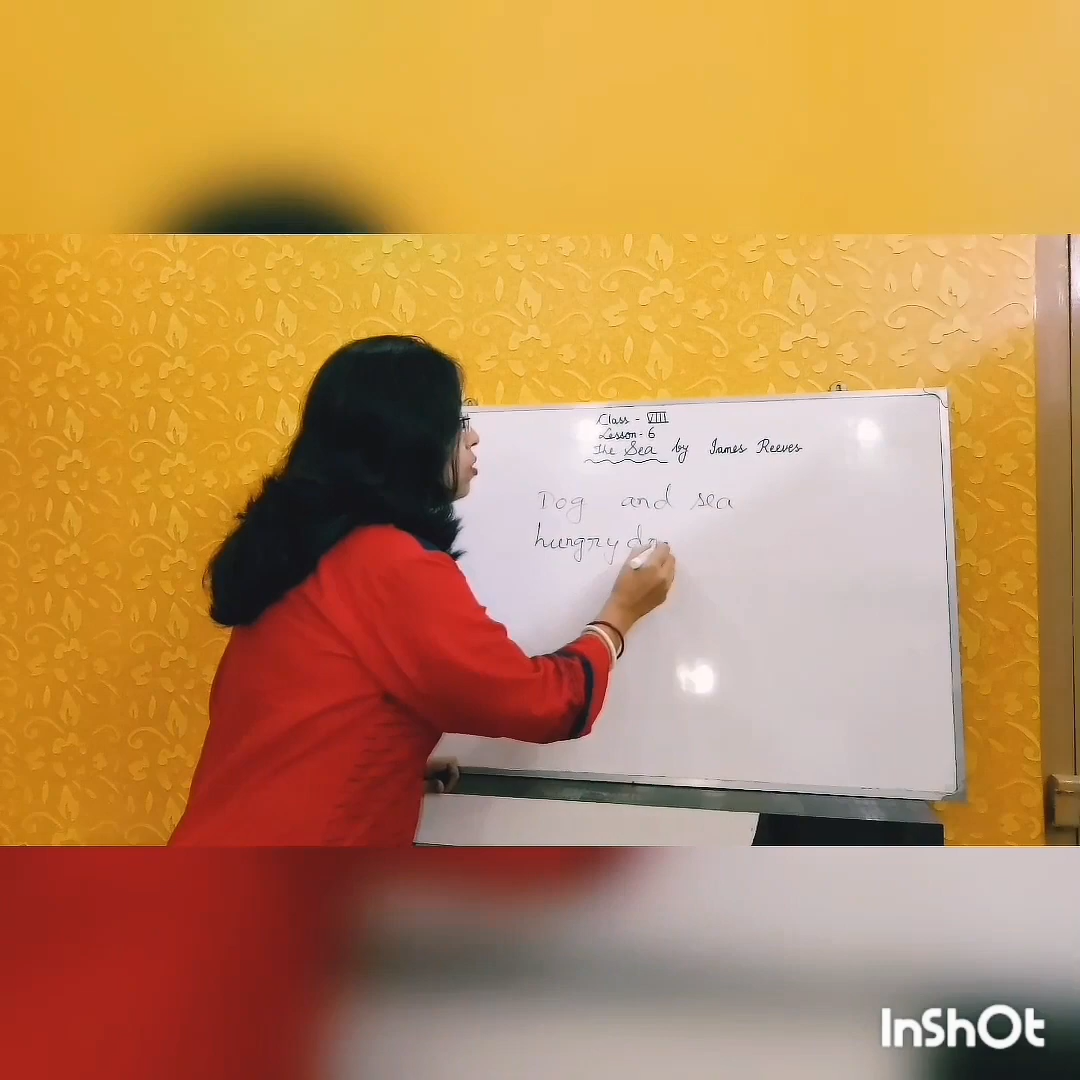 Class - VIII
Lesson - 6
The Sea by James Reeves
Dog and sea
hungry
InShOt